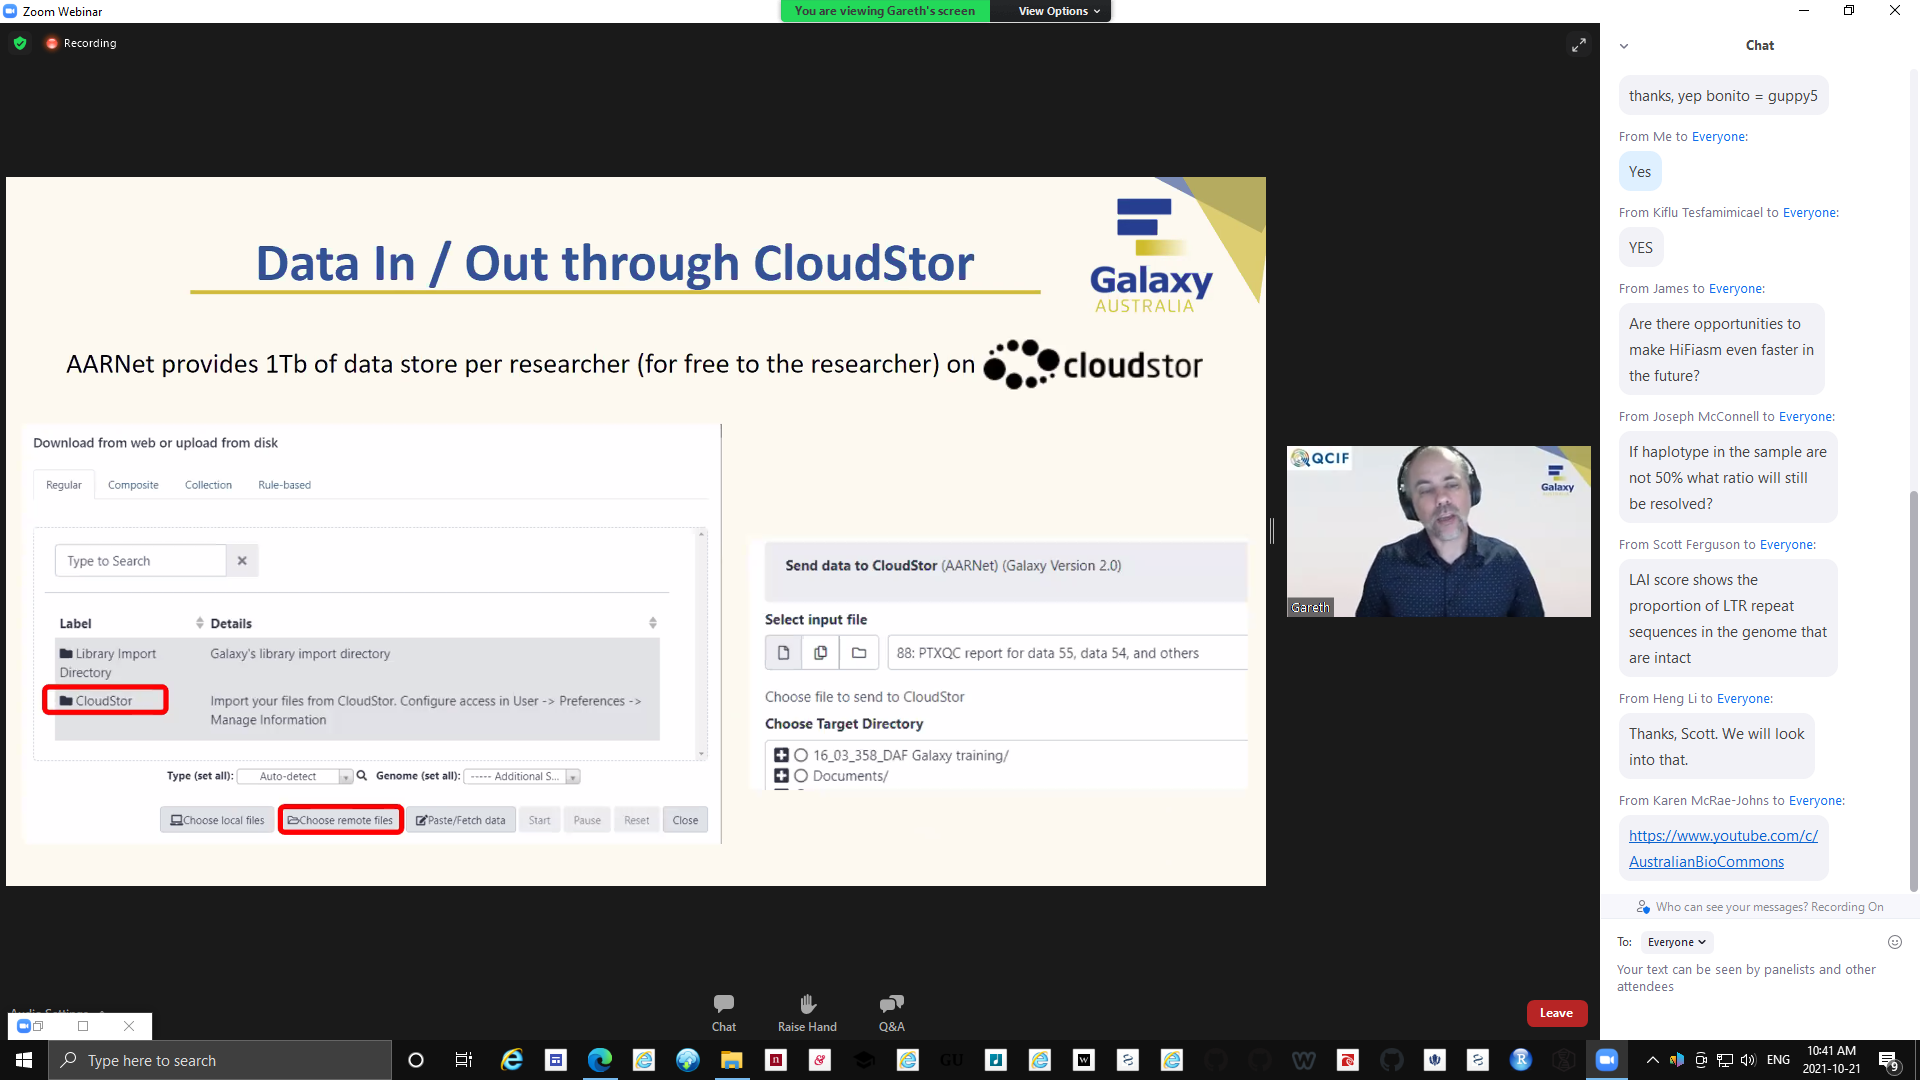 Zoom Webinar
You are viewing Gareth's screen
View Options
Recording
Data In / Out through CloudStor
Galaxy
AUSTRALIA
AARNet provides 1Tb of data store per researcher (for free to the researcher) on cloudstor
Download from web or upload from disk
Regular Composite Collection Rule-based
Type to Search
Label Details
Library Import Directory Galaxy's library import directory
CloudStor Import your files from CloudStor. Configure access in User -> Preferences ->
Manage Information
Type (set all): Auto-detect Genome (set all): ----- Additional S...
Choose local files Choose remote files Paste/Fetch data Start Pause Reset Close
Send data to CloudStor (AARNet) (Galaxy Version 2.0)
Select input file
88: PTXQC report for data 55, data 54, and others
Choose file to send to CloudStor
Choose Target Directory
16_03_358_DAF Galaxy training/
Documents/
QCIF
Galaxy
Gareth
Chat
thanks, yep bonito = guppy5
From Me to Everyone:
Yes
From Kiflu Tesfamimicael to Everyone:
YES
From James to Everyone:
Are there opportunities to
make HiFiasm even faster in
the future?
From Joseph McConnell to Everyone:
If haplotype in the sample are
not 50% what ratio will still
be resolved?
From Scott Ferguson to Everyone:
LAI score shows the
proportion of LTR repeat
sequences in the genome that
are intact
From Heng Li to Everyone:
Thanks, Scott. We will look
into that.
From Karen McRae-Johns to Everyone:
https://www.youtube.com/c/
AustralianBioCommons
Who can see your messages? Recording On
To: Everyone
Your text can be seen by panelists and other
attendees
Chat Raise Hand Q&A
Leave
Type here to search
GU
ENG
10:41 AM
2021-10-21
9